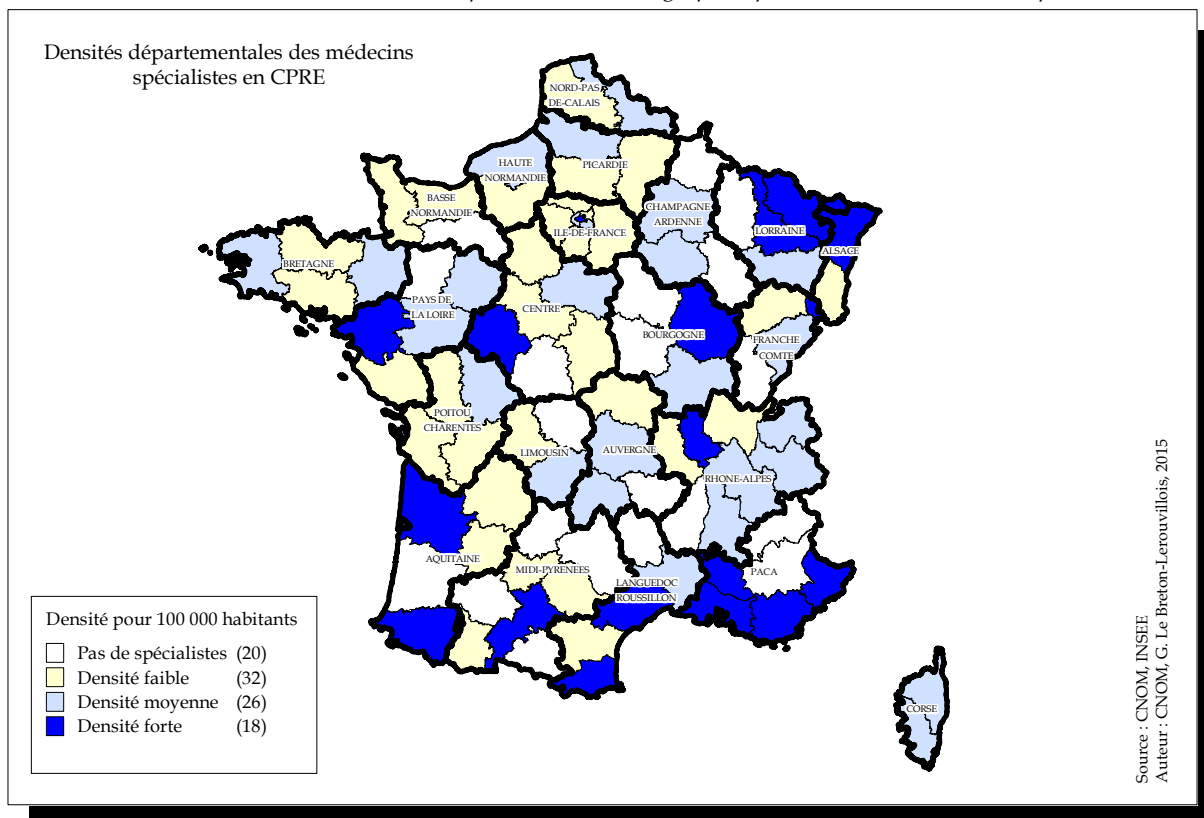 Densités départementales des médecins
spécialistes en CPRE
NORD-PAS
DE-CALAIS
HAUTE
NORMANDIE
PICARDIE
BASSE
NORMANDIE
ILE-DE-FRANCE
CHAMPAGNE
ARDENNE
LORRAINE
ALSACE
BRETAGNE
PAYS DE
LA LOIRE
CENTRE
BOURGOGNE
FRANCHE
COMTE
POITOU
CHARENTES
LIMOUSIN
AUVERGNE
RHONE-ALPES
AQUITAINE
MIDI-PYRENEES
LANGUEDOC
ROUSSILLON
PACA
CORSE
Densité pour 100 000 habitants
Pas de spécialistes (20)
Densité faible (32)
Densité moyenne (26)
Densité forte (18)
Source : CNOM, INSEE
Auteur : CNOM, G. Le Breton-Lerouvillois, 2015